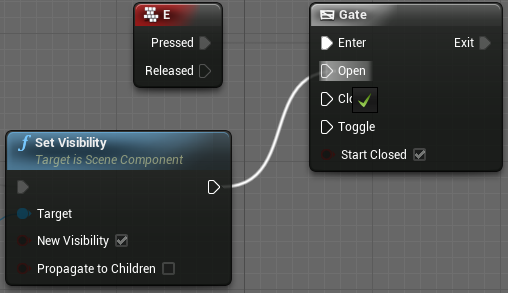 E
Pressed
Released
Gate
Enter
Exit
Open
Toggle
Start Closed
Set Visibility
Target is Scene Component
Target
New Visibility
Propagate to Children